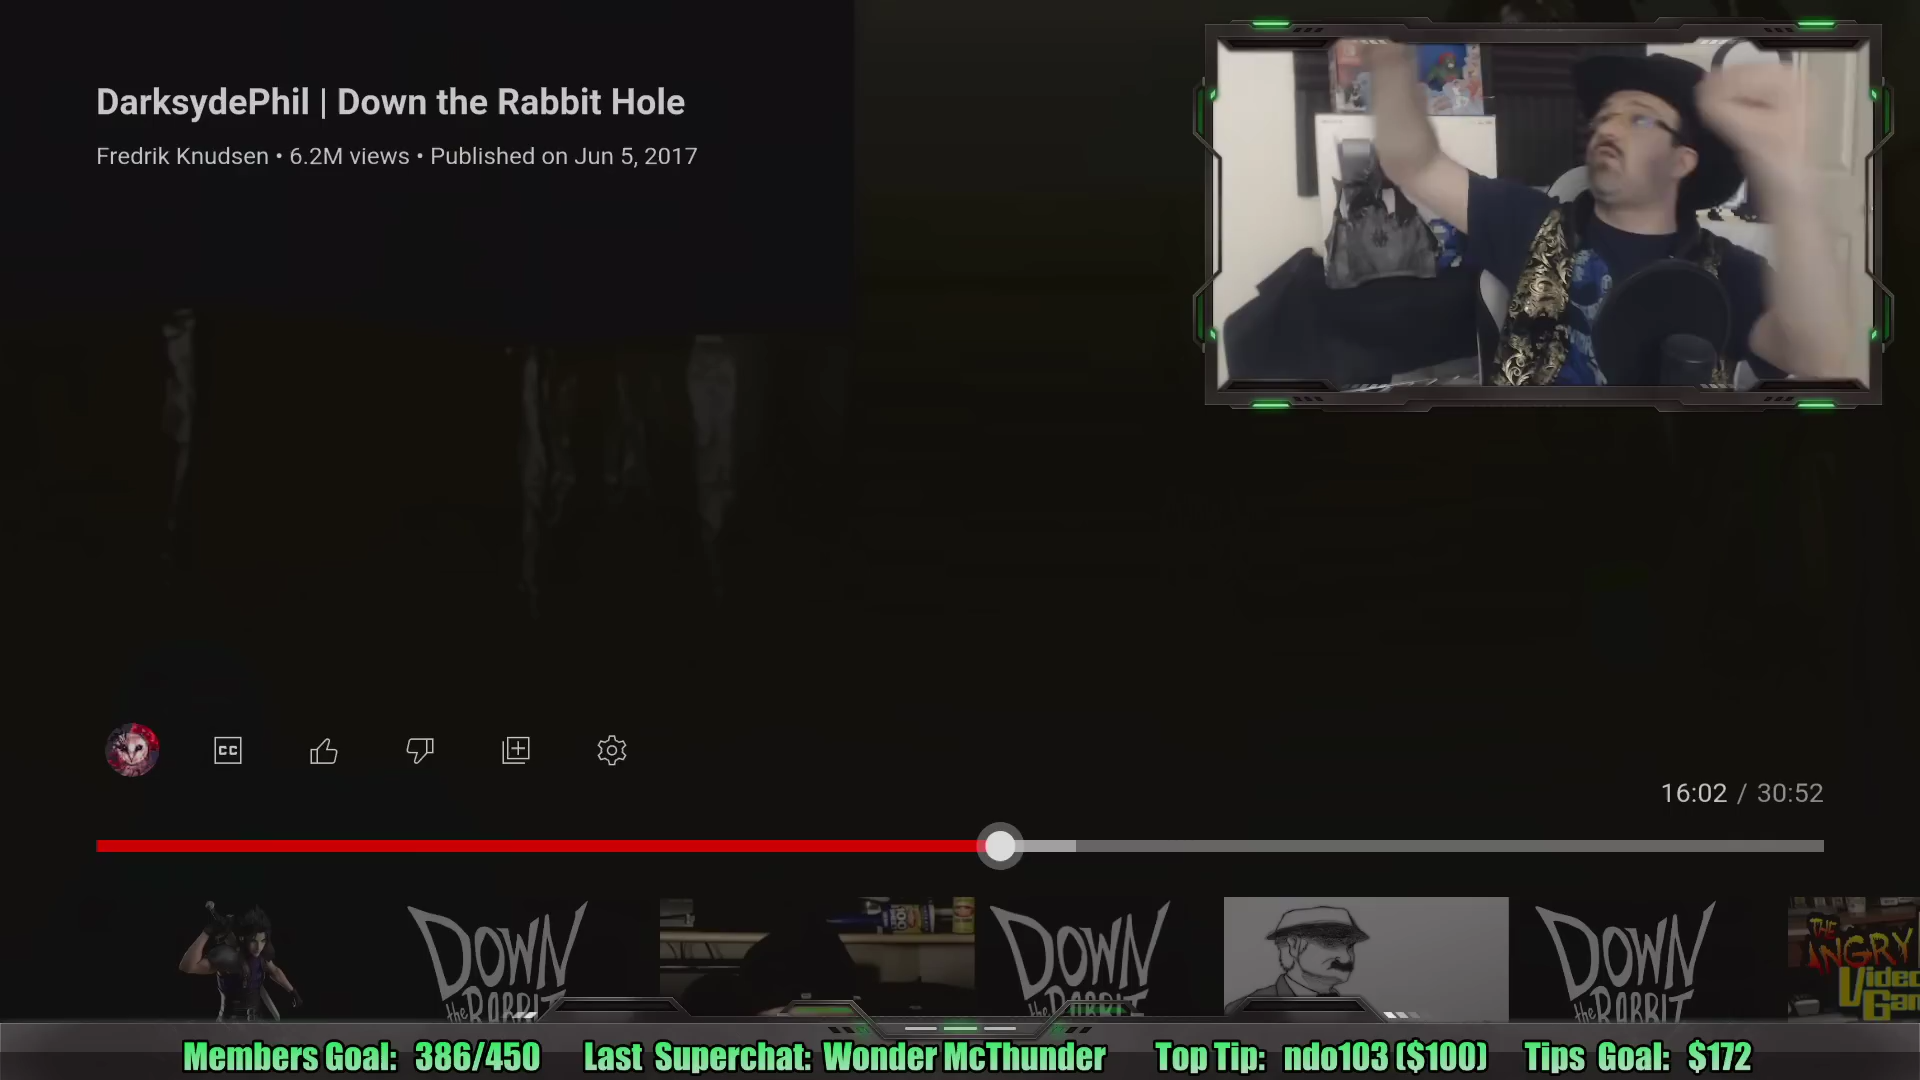 DarksydePhil | Down the Rabbit Hole
Fredrik Knudsen • 6.2M views • Published on Jun 5, 2017
CC
16:02 / 30:52
DOWN
the RABBIT
DOWN
the RABBIT
DOWN
the RABBIT
THE
ANGRY
Video
Gam
Members Goal: 386/450 Last Superchat: Wonder McThunder Top Tip: ndo103 ($100) Tips Goal: $172